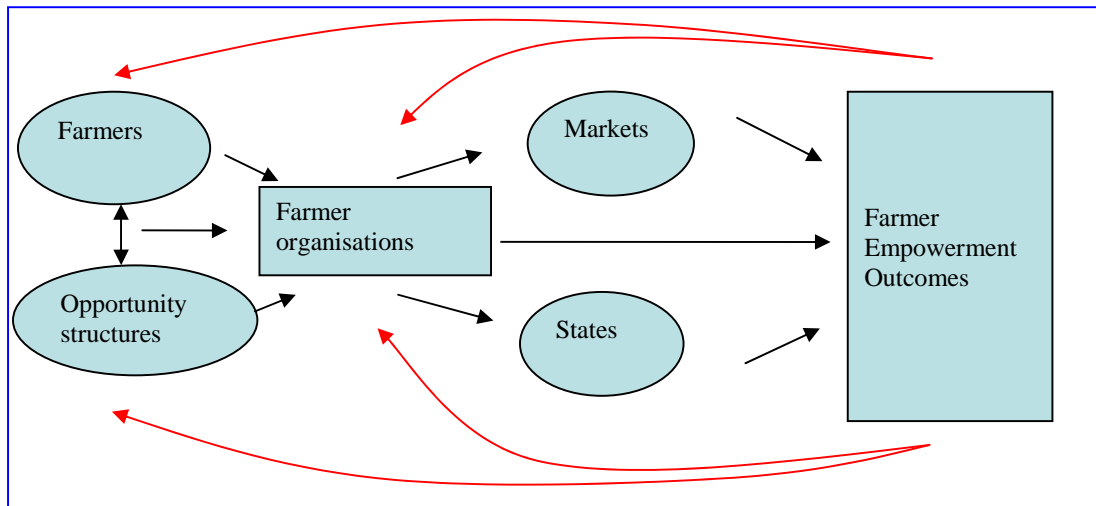 Farmers
Markets
Farmer
organisations
Farmer
Empowerment
Outcomes
Opportunity
structures
States